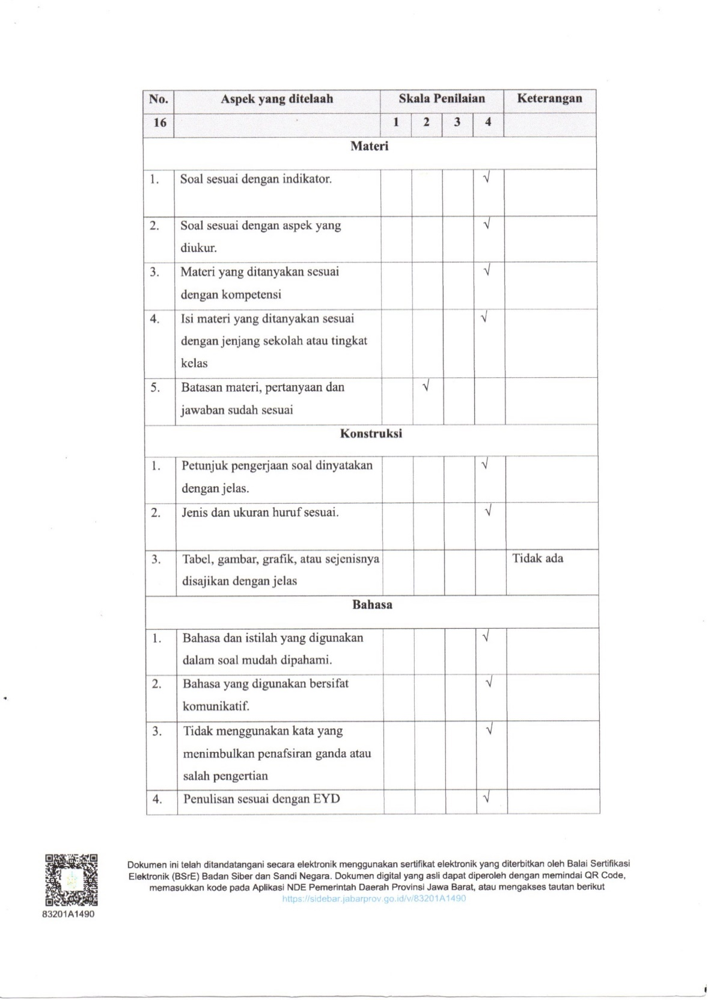 No. Aspek yang ditelaah Skala Penilaian Keterangan
16 1 2 3 4
Materi
1. Soal sesuai dengan indikator. √
2. Soal sesuai dengan aspek yang √
diukur.
3. Materi yang ditanyakan sesuai √
dengan kompetensi
4. Isi materi yang ditanyakan sesuai √
dengan jenjang sekolah atau tingkat
kelas
5. Batasan materi, pertanyaan dan √
jawaban sudah sesuai
Konstruksi
1. Petunjuk pengerjaan soal dinyatakan √
dengan jelas.
2. Jenis dan ukuran huruf sesuai. √
3. Tabel, gambar, grafik, atau sejenisnya Tidak ada
disajikan dengan jelas
Bahasa
1. Bahasa dan istilah yang digunakan √
dalam soal mudah dipahami.
2. Bahasa yang digunakan bersifat √
komunikatif.
3. Tidak menggunakan kata yang √
menimbulkan penafsiran ganda atau
salah pengertian
4. Penulisan sesuai dengan EYD √
Dokumen ini telah ditandatangani secara elektronik menggunakan sertifikat elektronik yang diterbitkan oleh Balai Sertifikasi
Elektronik (BSrE) Badan Siber dan Sandi Negara. Dokumen digital yang asli dapat diperoleh dengan memindai QR Code,
memasukkan kode pada Aplikasi NDE Pemerintah Daerah Provinsi Jawa Barat, atau mengakses tautan berikut
https://sidebar.jabarprov.go.id/v/83201A1490
83201A1490